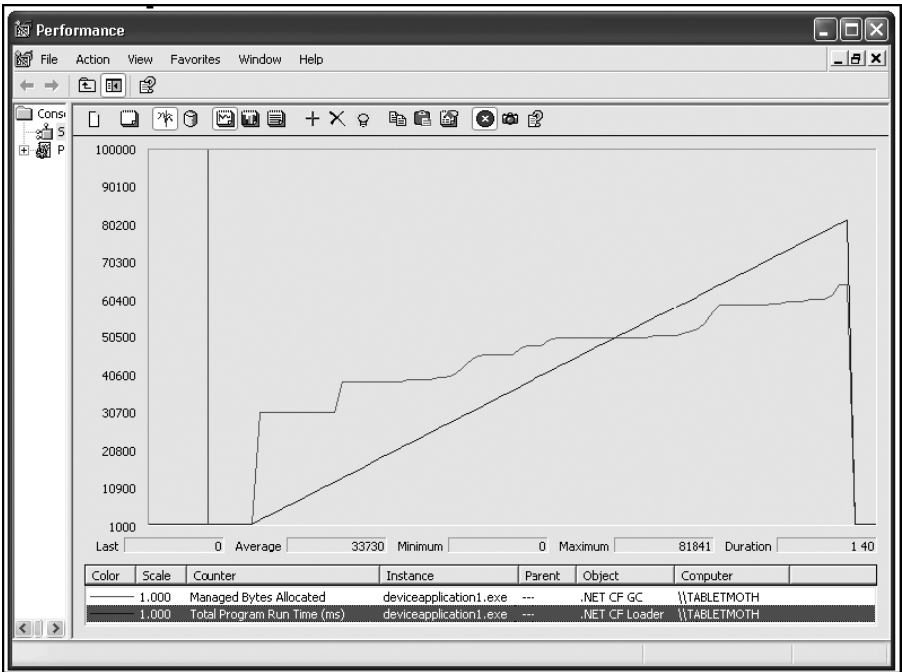 Performance
File Action View Favorites Window Help
Cons
S
P
100000
90100
80200
70300
60400
50500
40600
30700
20800
10900
1000
Last 0 Average 33730 Minimum 0 Maximum 81841 Duration 1 40
Color Scale Counter Instance Parent Object Computer
1.000 Managed Bytes Allocated deviceapplication1.exe --- .NET CF GC \\TABLETMOTH
1.000 Total Program Run Time (ms) deviceapplication1.exe --- .NET CF Loader \\TABLETMOTH